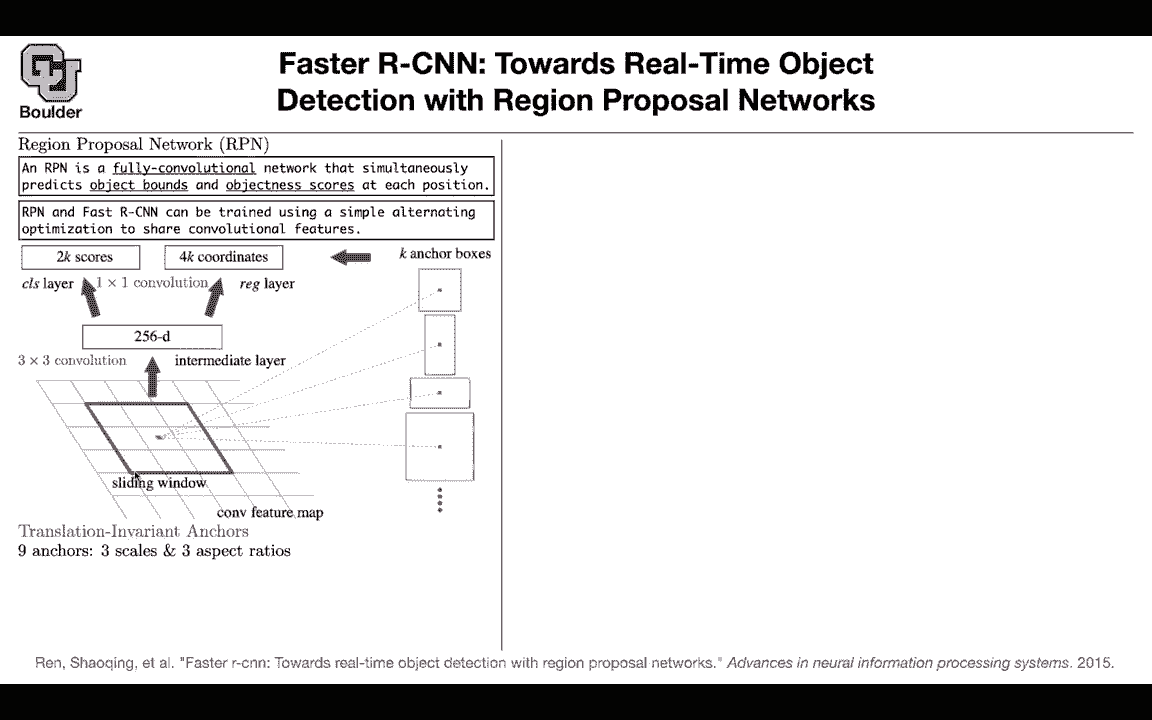 Boulder
Faster R-CNN: Towards Real-Time Object
Detection with Region Proposal Networks
Region Proposal Network (RPN)
An RPN is a fully-convolutional network that simultaneously
predicts object bounds and objectness scores at each position.
RPN and Fast R-CNN can be trained using a simple alternating
optimization to share convolutional features.
2k scores
4k coordinates
k anchor boxes
cls layer
1 × 1 convolution
reg layer
256-d
3 × 3 convolution
intermediate layer
sliding window
conv feature map
Translation-Invariant Anchors
9 anchors: 3 scales & 3 aspect ratios
Ren, Shaoqing, et al. "Faster r-cnn: Towards real-time object detection with region proposal networks." Advances in neural information processing systems. 2015.